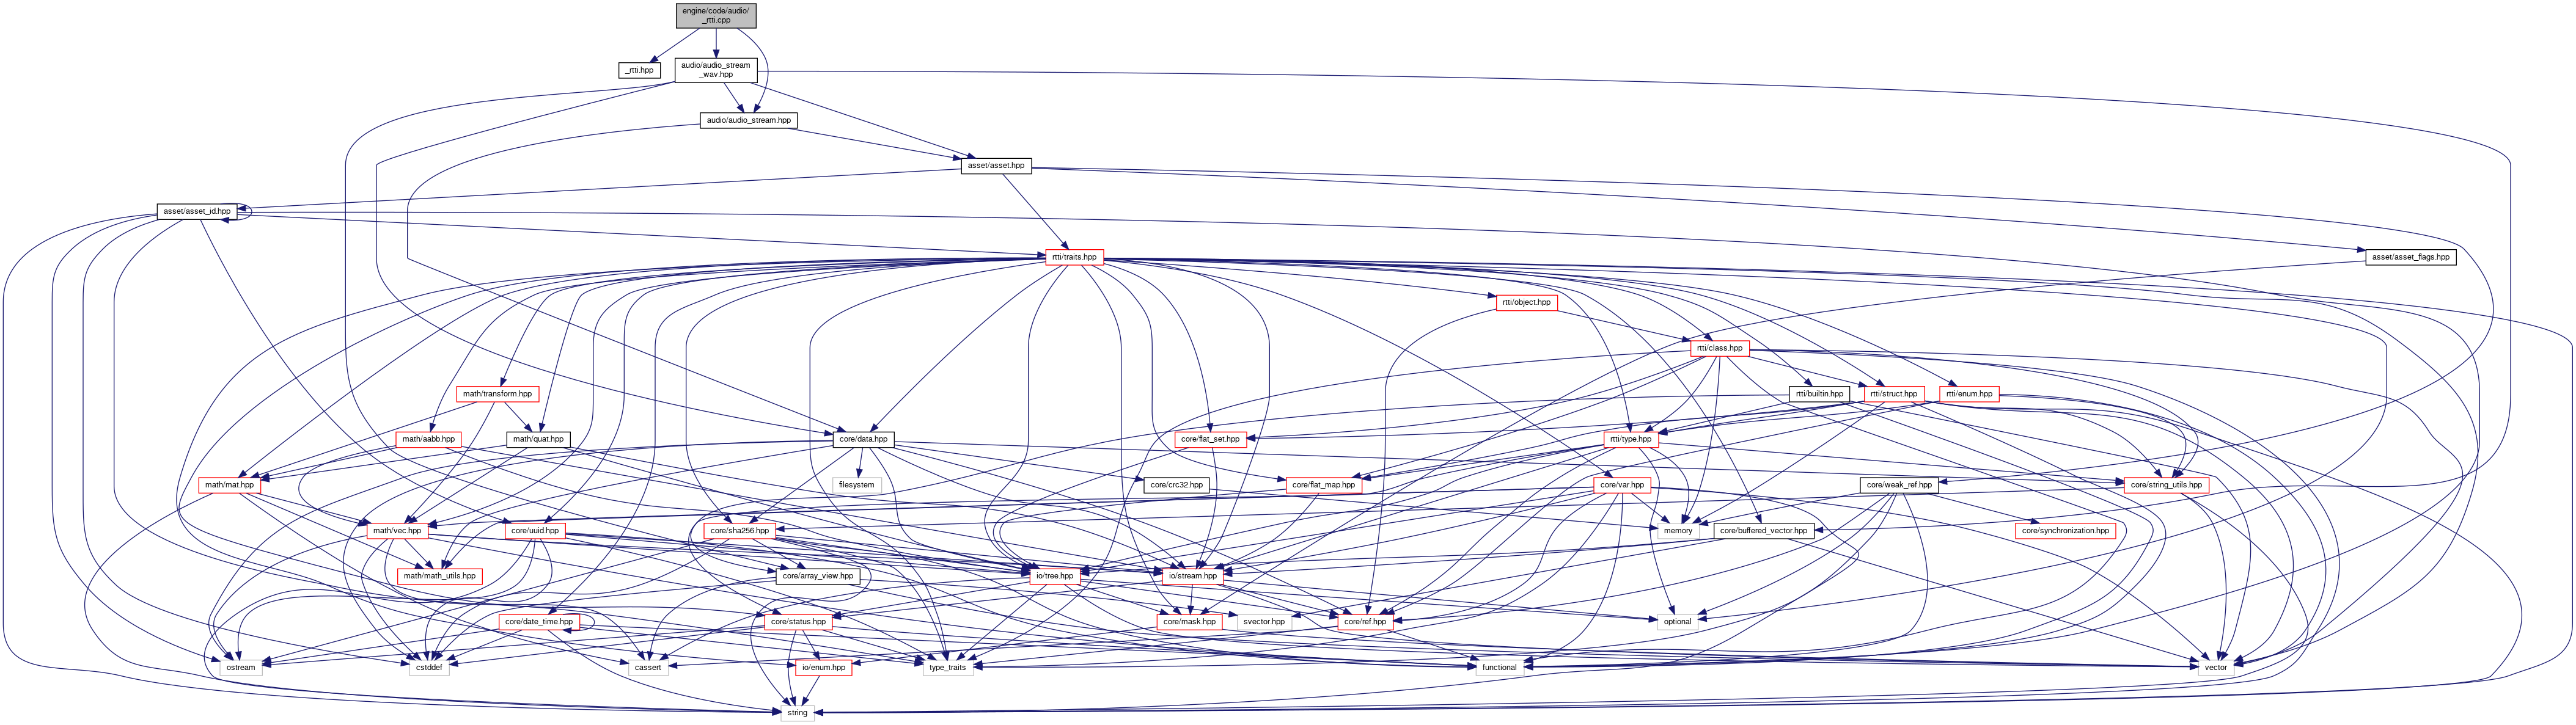 engine/code/audio/
_rtti.cpp
_rtti.hpp
audio/audio_stream
_wav.hpp
audio/audio_stream.hpp
asset/asset.hpp
asset/asset_id.hpp
rtti/traits.hpp
asset/asset_flags.hpp
rtti/object.hpp
rtti/class.hpp
math/transform.hpp
rtti/builtin.hpp
rtti/struct.hpp
rtti/enum.hpp
math/aabb.hpp
math/quat.hpp
core/data.hpp
core/flat_set.hpp
rtti/type.hpp
math/mat.hpp
filesystem
core/crc32.hpp
core/flat_map.hpp
core/var.hpp
core/weak_ref.hpp
core/string_utils.hpp
math/vec.hpp
core/uuid.hpp
core/sha256.hpp
memory
core/buffered_vector.hpp
core/synchronization.hpp
math/math_utils.hpp
core/array_view.hpp
io/tree.hpp
io/stream.hpp
core/date_time.hpp
core/status.hpp
core/mask.hpp
svector.hpp
core/ref.hpp
optional
ostream
cstddef
cassert
io/enum.hpp
type_traits
functional
vector
string